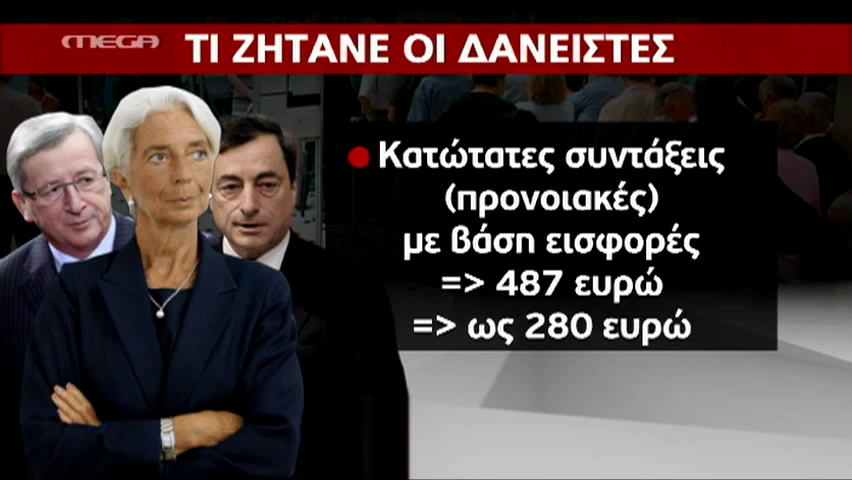 MEGA
ΤΙ ΖΗΤΑΝΕ ΟΙ ΔΑΝΕΙΣΤΕΣ
Κατώτατες συντάξεις
(προνοιακές)
με βάση εισφορές
=> 487 ευρώ
=> ως 280 ευρώ